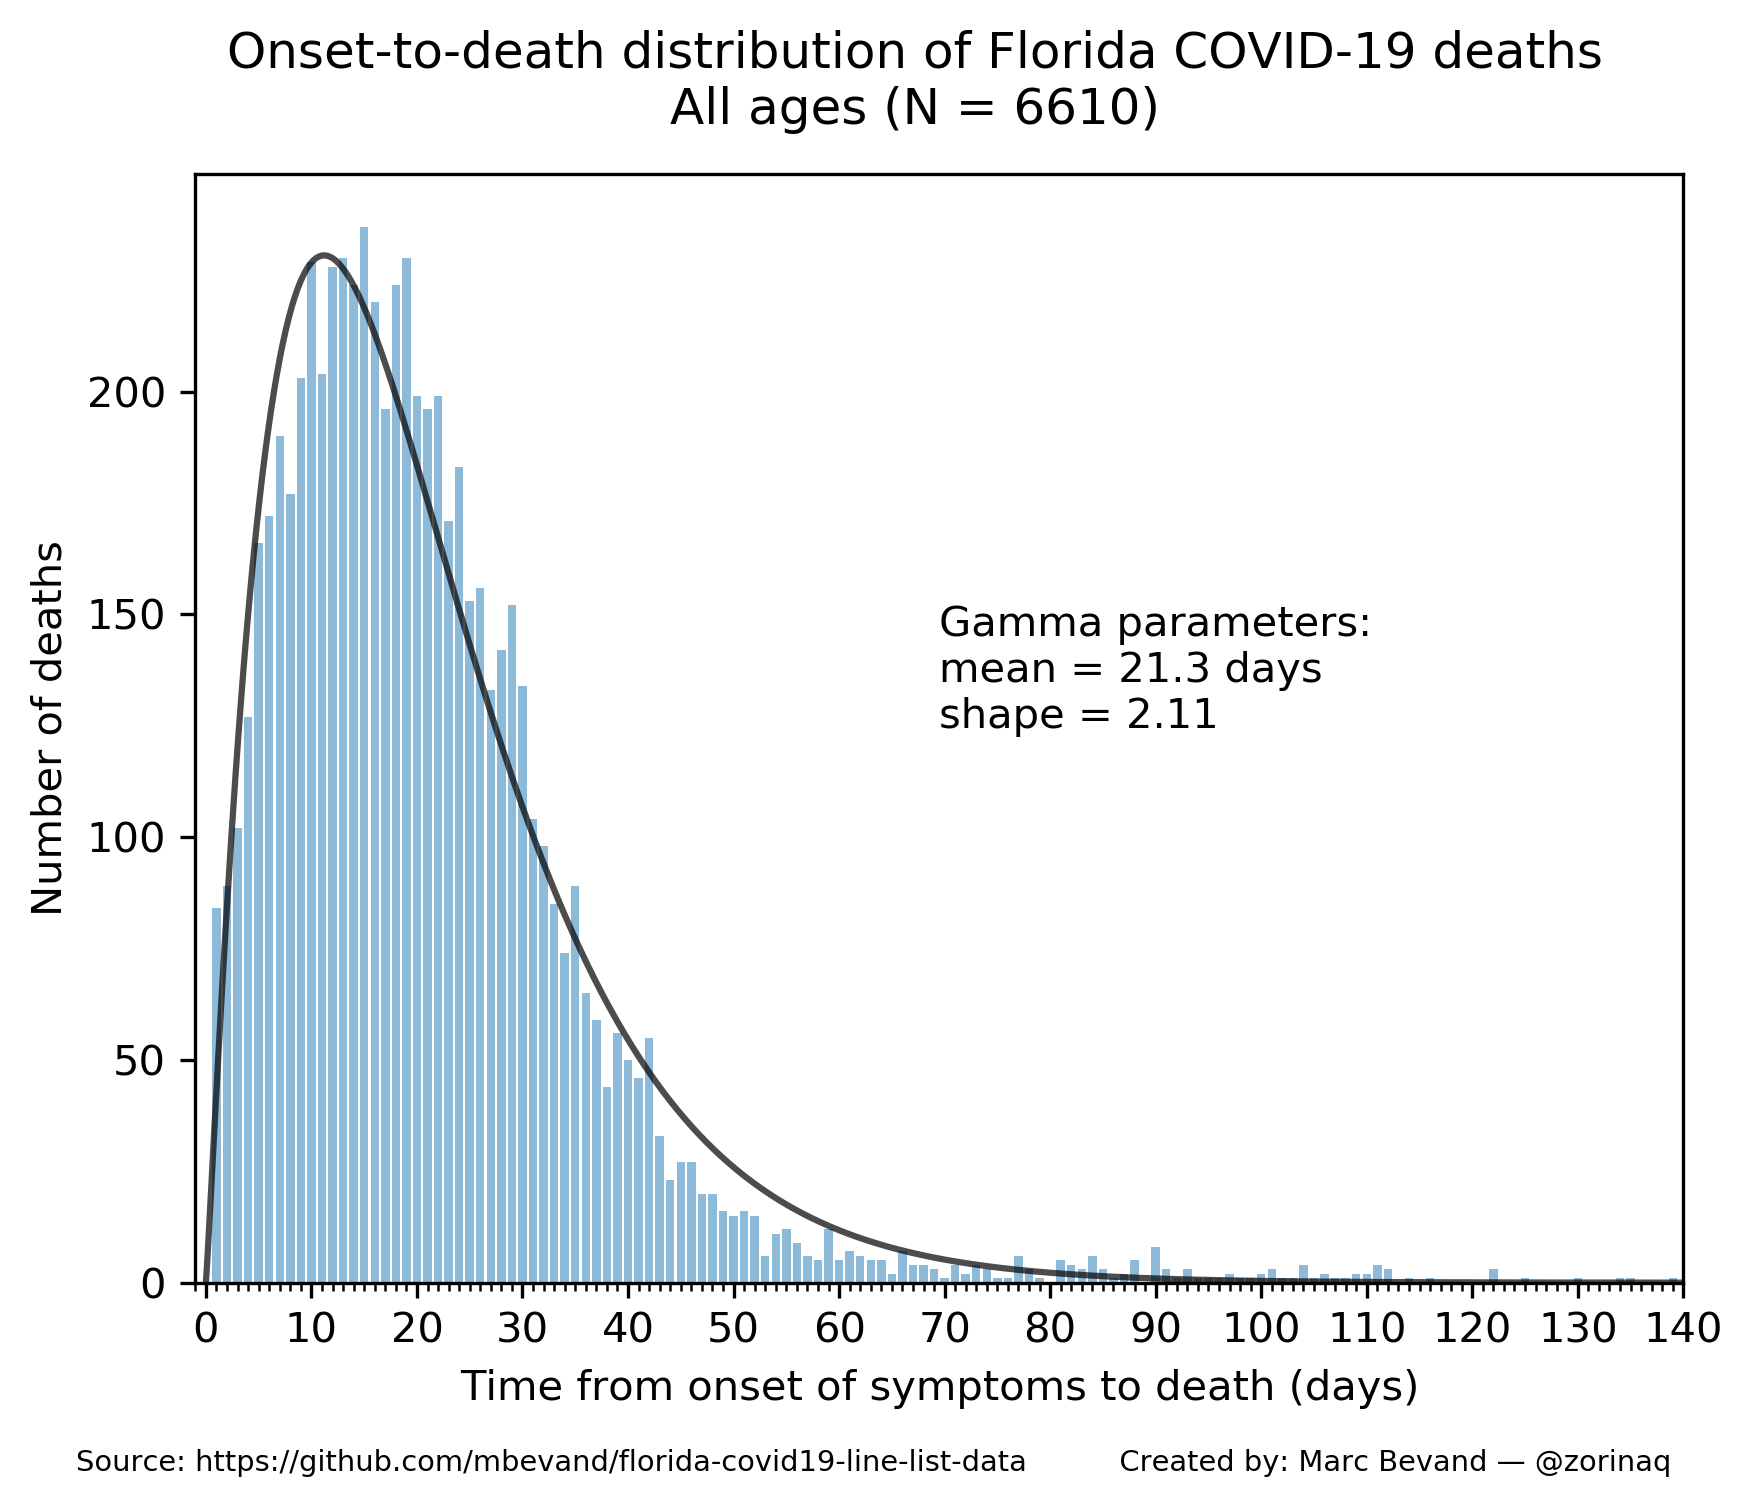 Onset-to-death distribution of Florida COVID-19 deaths
All ages (N = 6610)
Number of deaths
200
150
100
50
0
Gamma parameters:
mean = 21.3 days
shape = 2.11
0 10 20 30 40 50 60 70 80 90 100 110 120 130 140
Time from onset of symptoms to death (days)
Source: https://github.com/mbevand/florida-covid19-line-list-data Created by: Marc Bevand — @zorinaq